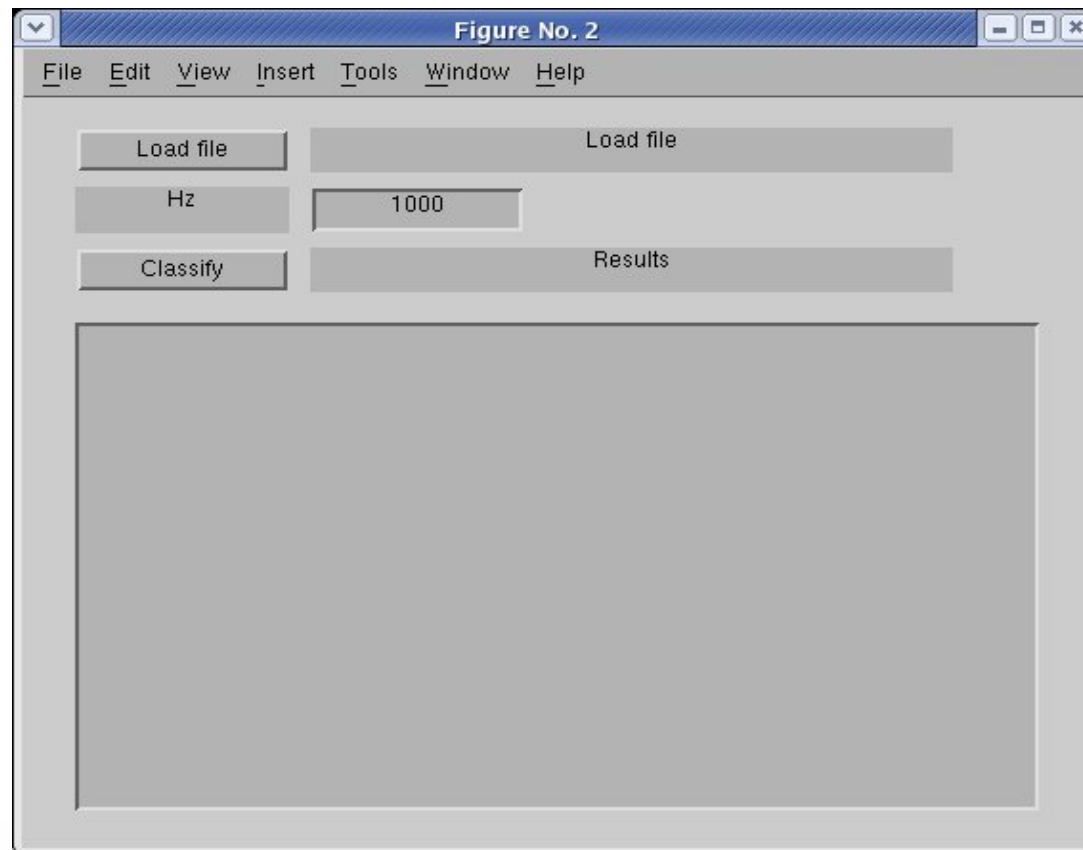 Figure No. 2
File Edit View Insert Tools Window Help
Load file Load file
Hz 1000
Classify Results